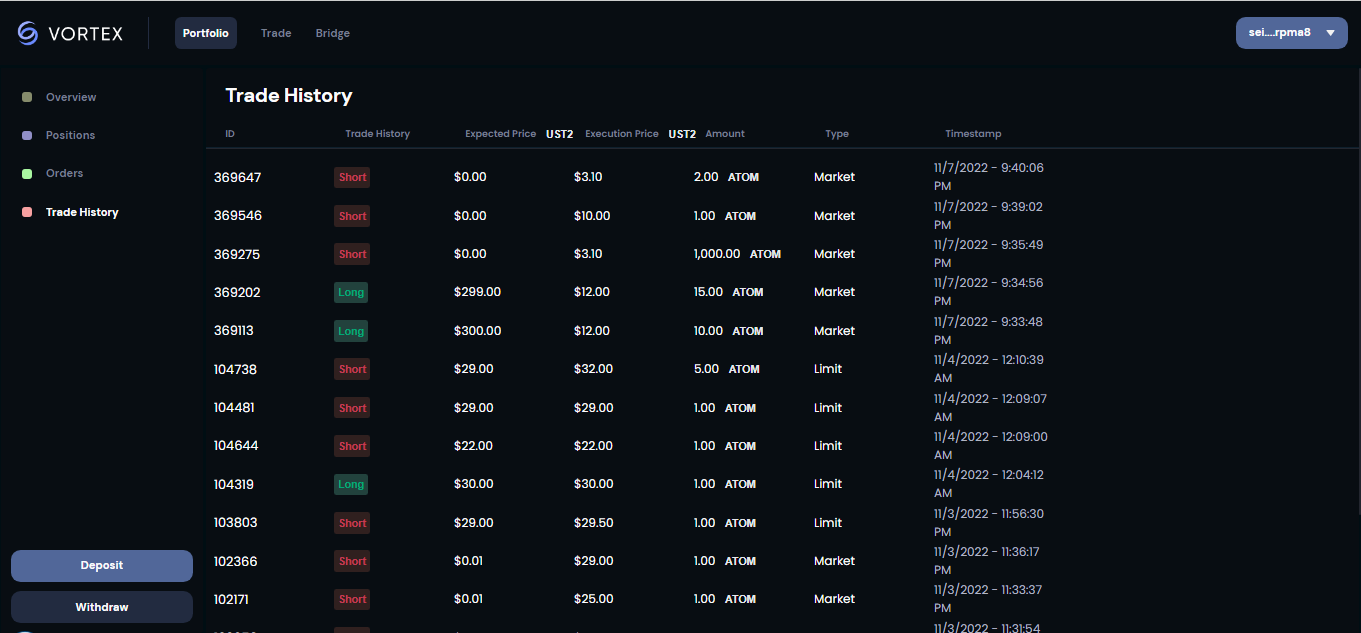 VORTEX Portfolio Trade Bridge sei....rpma8
Overview
Positions
Orders
Trade History
Deposit
Withdraw
Trade History
ID Trade History Expected Price UST2 Execution Price UST2 Amount Type Timestamp
369647 Short $0.00 $3.10 2.00 ATOM Market 11/7/2022 - 9:40:06
PM
369546 Short $0.00 $10.00 1.00 ATOM Market 11/7/2022 - 9:39:02
PM
369275 Short $0.00 $3.10 1,000.00 ATOM Market 11/7/2022 - 9:35:49
PM
369202 Long $299.00 $12.00 15.00 ATOM Market 11/7/2022 - 9:34:56
PM
369113 Long $300.00 $12.00 10.00 ATOM Market 11/7/2022 - 9:33:48
PM
104738 Short $29.00 $32.00 5.00 ATOM Limit 11/4/2022 - 12:10:39
AM
104481 Short $29.00 $29.00 1.00 ATOM Limit 11/4/2022 - 12:09:07
AM
104644 Short $22.00 $22.00 1.00 ATOM Limit 11/4/2022 - 12:09:00
AM
104319 Long $30.00 $30.00 1.00 ATOM Limit 11/4/2022 - 12:04:12
AM
103803 Short $29.00 $29.50 1.00 ATOM Limit 11/3/2022 - 11:56:30
PM
102366 Short $0.01 $29.00 1.00 ATOM Market 11/3/2022 - 11:36:17
PM
102171 Short $0.01 $25.00 1.00 ATOM Market 11/3/2022 - 11:33:37
PM
11/3/2022 - 11:31:54